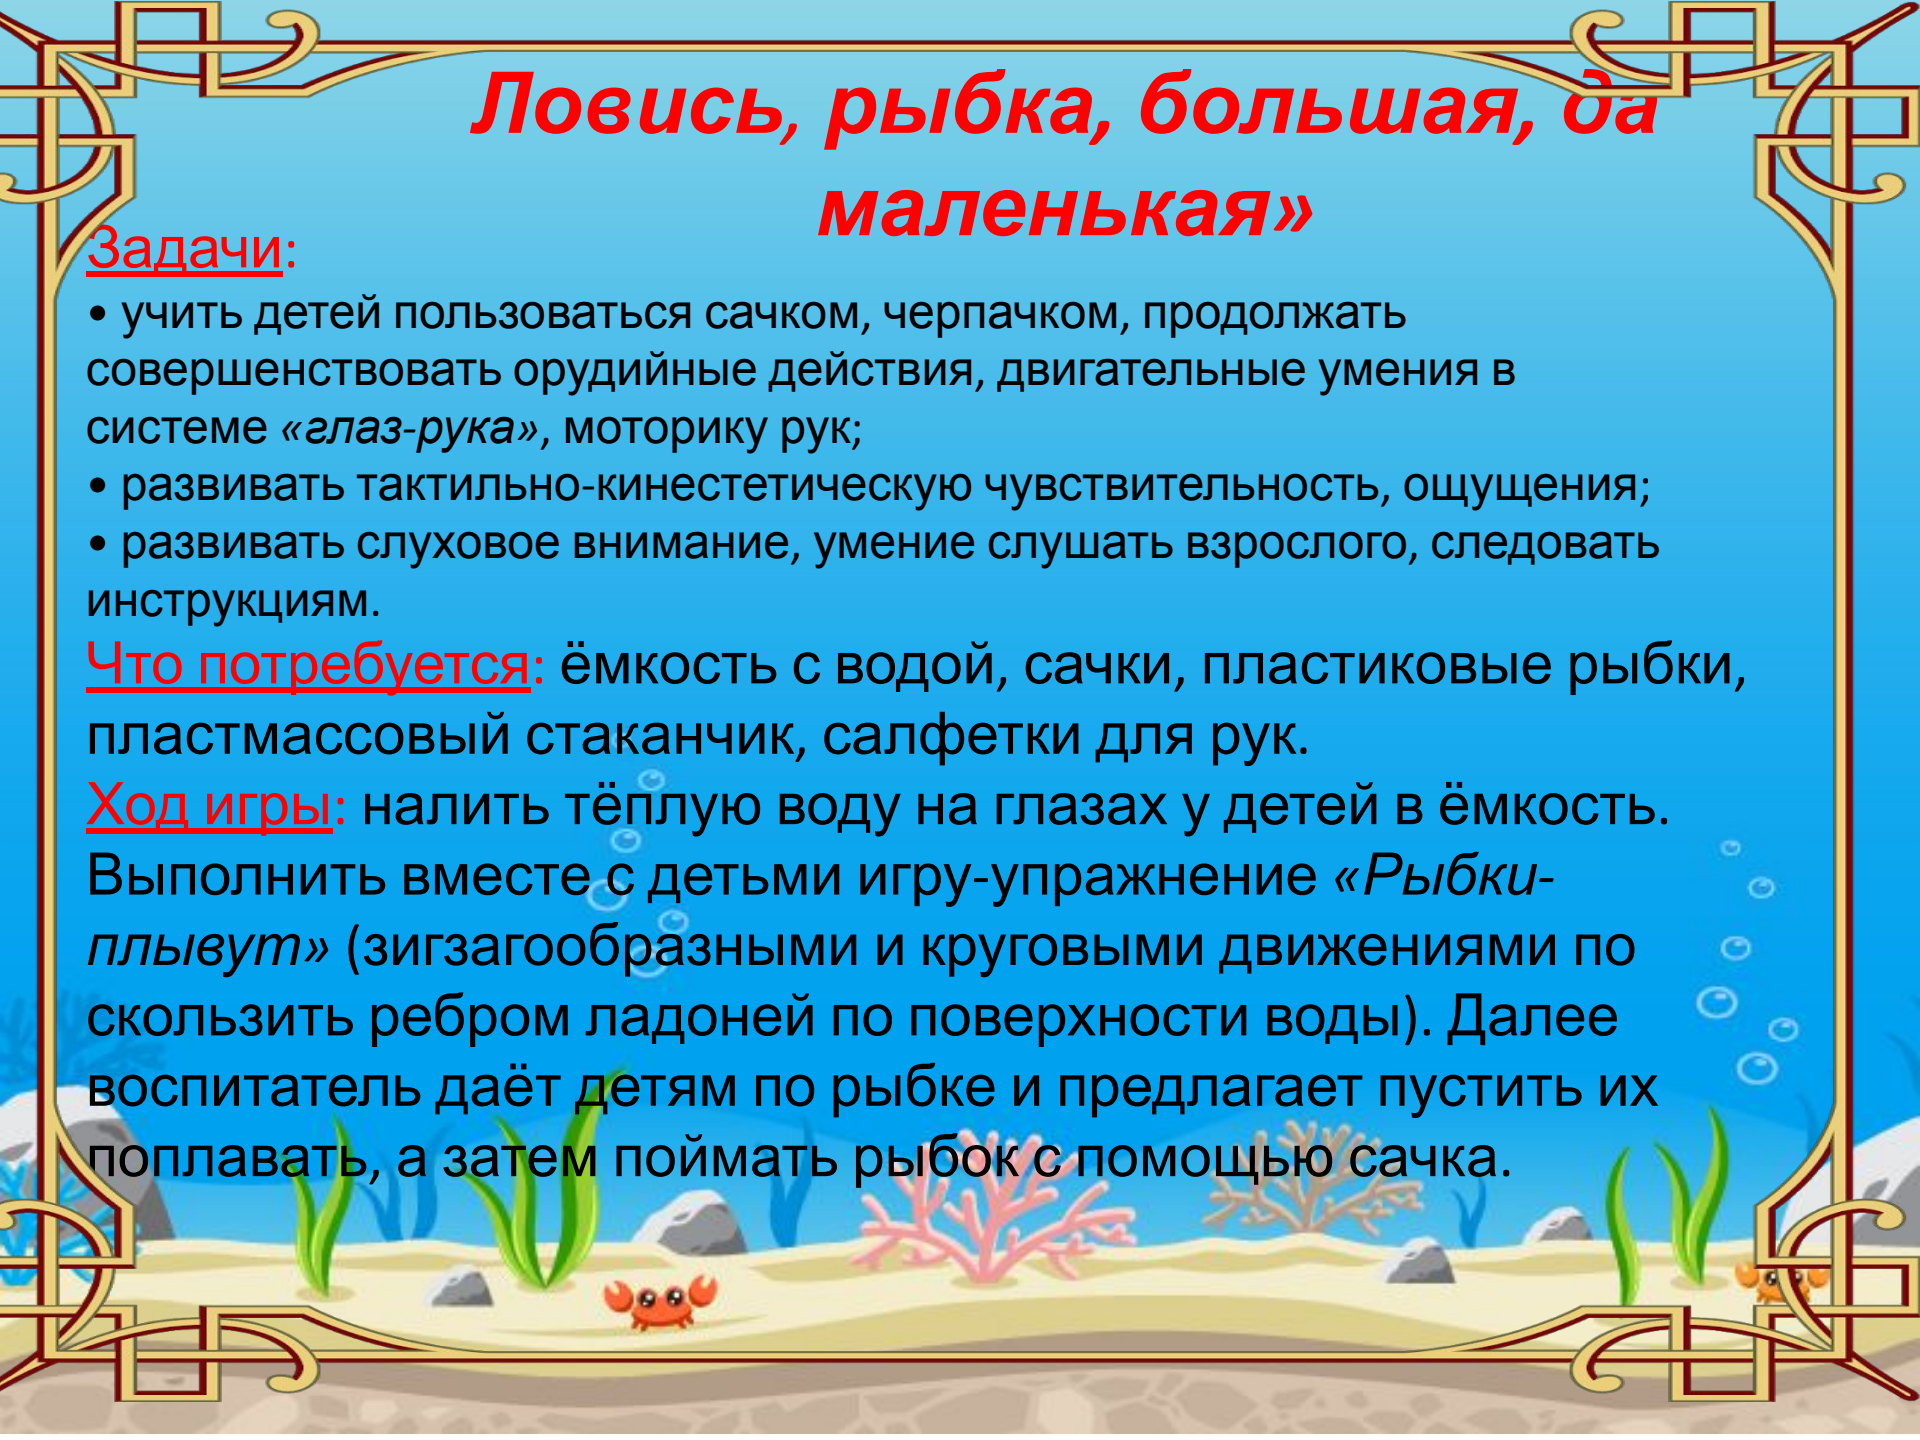 Ловись, рыбка, большая, да
маленькая»
Задачи:
• учить детей пользоваться сачком, черпачком, продолжать
совершенствовать орудийные действия, двигательные умения в
системе «глаз-рука», моторику рук;
• развивать тактильно-кинестетическую чувствительность, ощущения;
• развивать слуховое внимание, умение слушать взрослого, следовать
инструкциям.
Что потребуется: ёмкость с водой, сачки, пластиковые рыбки,
пластмассовый стаканчик, салфетки для рук.
Ход игры: налить тёплую воду на глазах у детей в ёмкость.
Выполнить вместе с детьми игру-упражнение «Рыбки-
плывут» (зигзагообразными и круговыми движениями по
скользить ребром ладоней по поверхности воды). Далее
воспитатель даёт детям по рыбке и предлагает пустить их
поплавать, а затем поймать рыбок с помощью сачка.